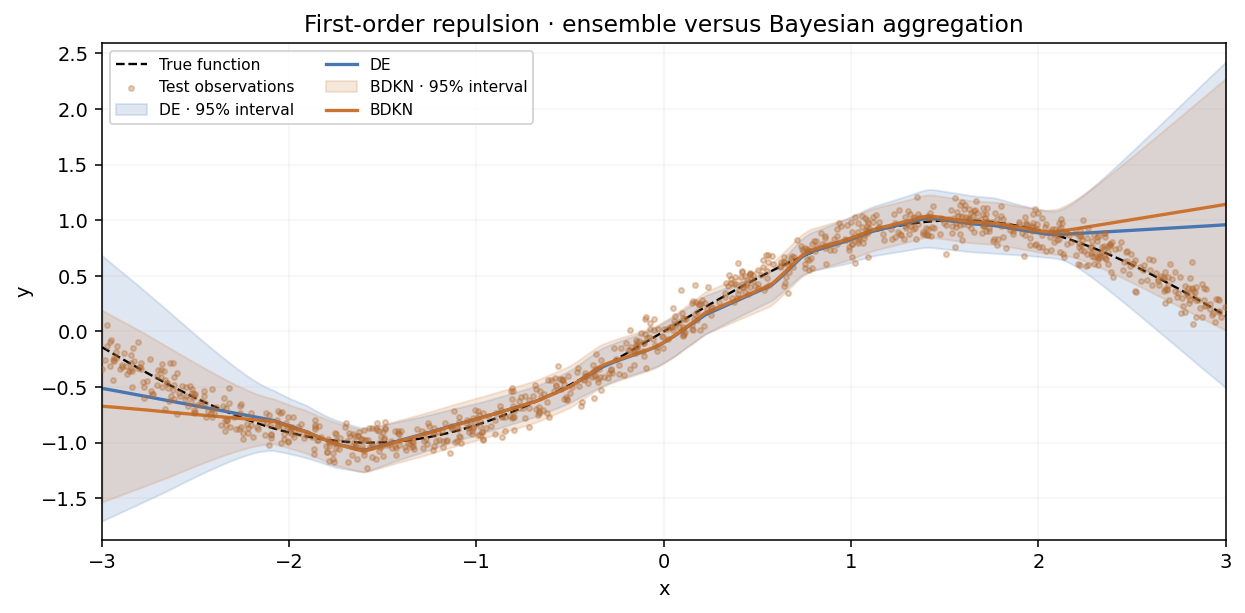 First-order repulsion · ensemble versus Bayesian aggregation
True function
Test observations
DE · 95% interval
DE
BDKN · 95% interval
BDKN
2.5
2.0
1.5
1.0
0.5
0.0
−0.5
−1.0
−1.5
y
−3
−2
−1
0
1
2
3
x